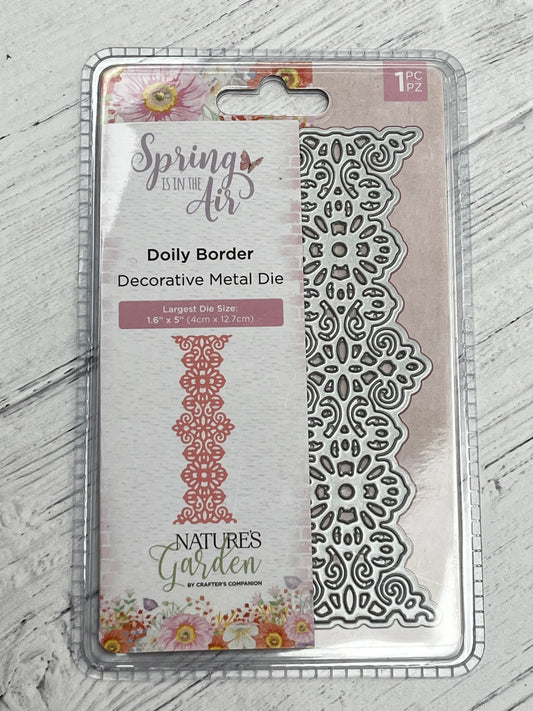 1 PC
PZ
Spring
IS IN THE
Air
Doily Border
Decorative Metal Die
Largest Die Size:
1.6" x 5" (4cm x 12.7cm)
NATURE'S
Garden
BY CRAFTER'S COMPANION